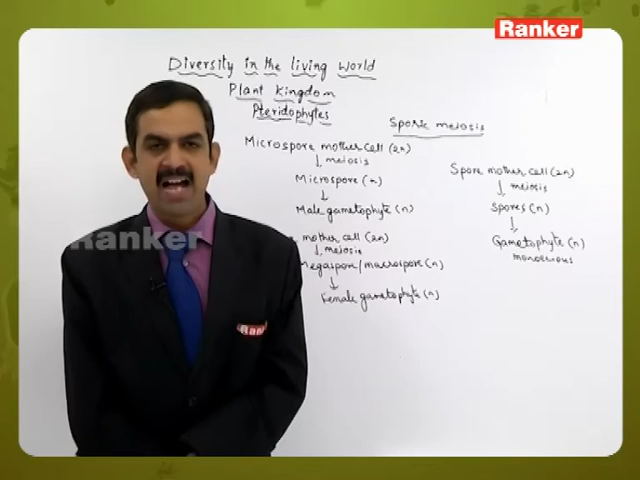 Ranker
Diversity in the living world
Plant Kingdom
Pteridophytes
Sporic meiosis
Microspore mother cell (2n)
↓ meiosis
Microspore (n)
↓
Male gametophyte (n)
mother cell (2n)
↓ meiosis
Megaspore/macrospore (n)
↓
Female gametophyte (n)
Spore mother cell (2n)
↓ meiosis
Spores (n)
↓
Gametophyte (n)
monoecious
Ranker
Rank